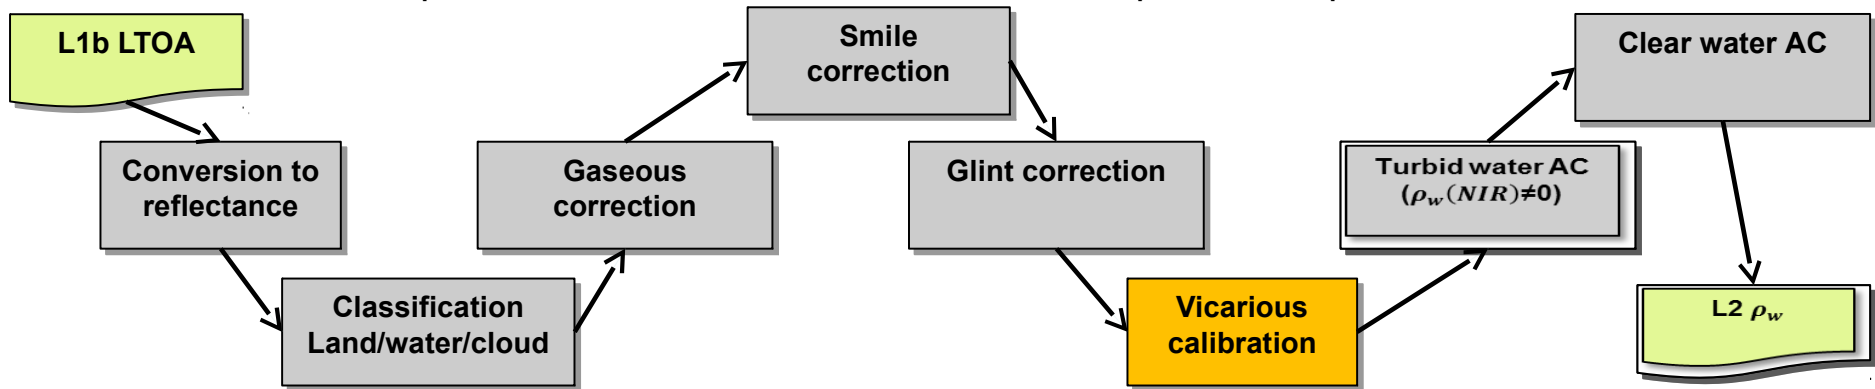 L1b LTOA
Conversion to
reflectance
Classification
Land/water/cloud
Gaseous
correction
Smile
correction
Glint correction
Vicarious
calibration
Turbid water AC
(ρw(NIR)≠0)
Clear water AC
L2 ρw